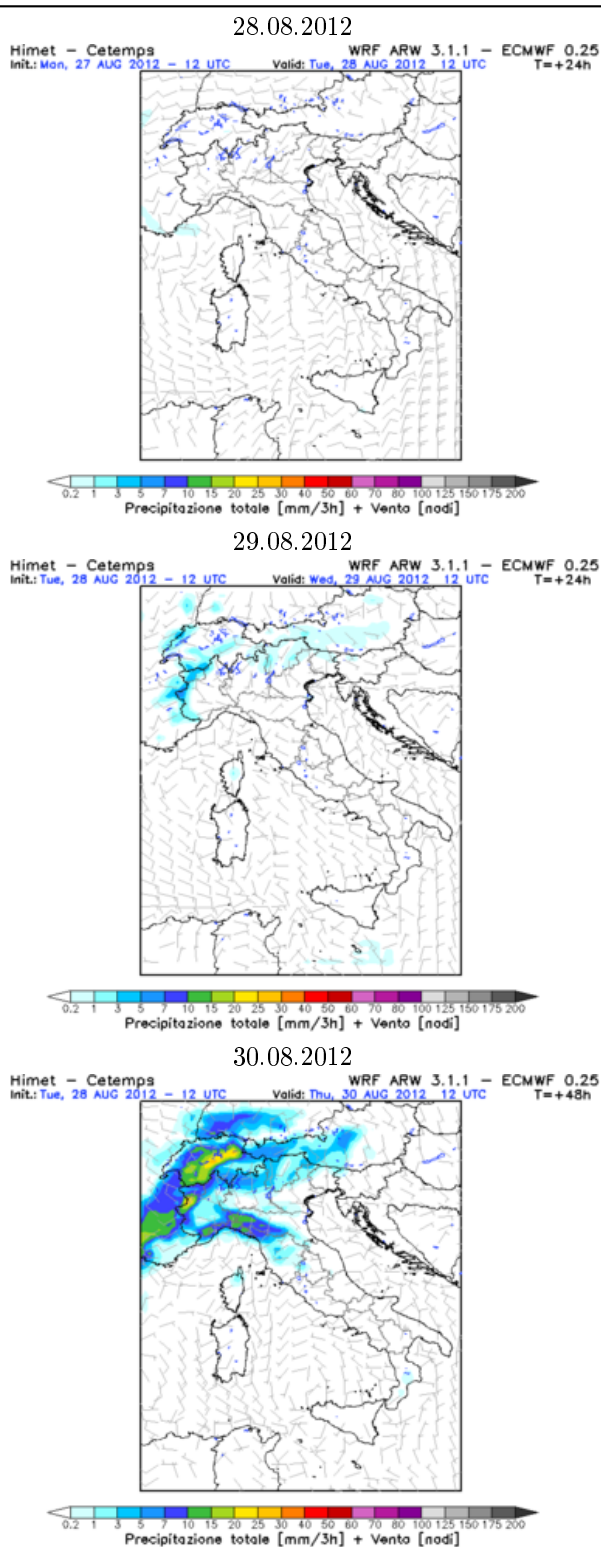 28.08.2012
Himet – Cetemps WRF ARW 3.1.1 – ECMWF 0.25
Init.: Mon, 27 AUG 2012 – 12 UTC Valid: Tue, 28 AUG 2012 12 UTC T=+24h
0.2 1 3 5 7 10 15 20 25 30 40 50 60 70 80 100 125 150 175 200
Precipitazione totale [mm/3h] + Vento [nodi]
29.08.2012
Himet – Cetemps WRF ARW 3.1.1 – ECMWF 0.25
Init.: Tue, 28 AUG 2012 – 12 UTC Valid: Wed, 29 AUG 2012 12 UTC T=+24h
0.2 1 3 5 7 10 15 20 25 30 40 50 60 70 80 100 125 150 175 200
Precipitazione totale [mm/3h] + Vento [nodi]
30.08.2012
Himet – Cetemps WRF ARW 3.1.1 – ECMWF 0.25
Init.: Tue, 28 AUG 2012 – 12 UTC Valid: Thu, 30 AUG 2012 12 UTC T=+48h
0.2 1 3 5 7 10 15 20 25 30 40 50 60 70 80 100 125 150 175 200
Precipitazione totale [mm/3h] + Vento [nodi]